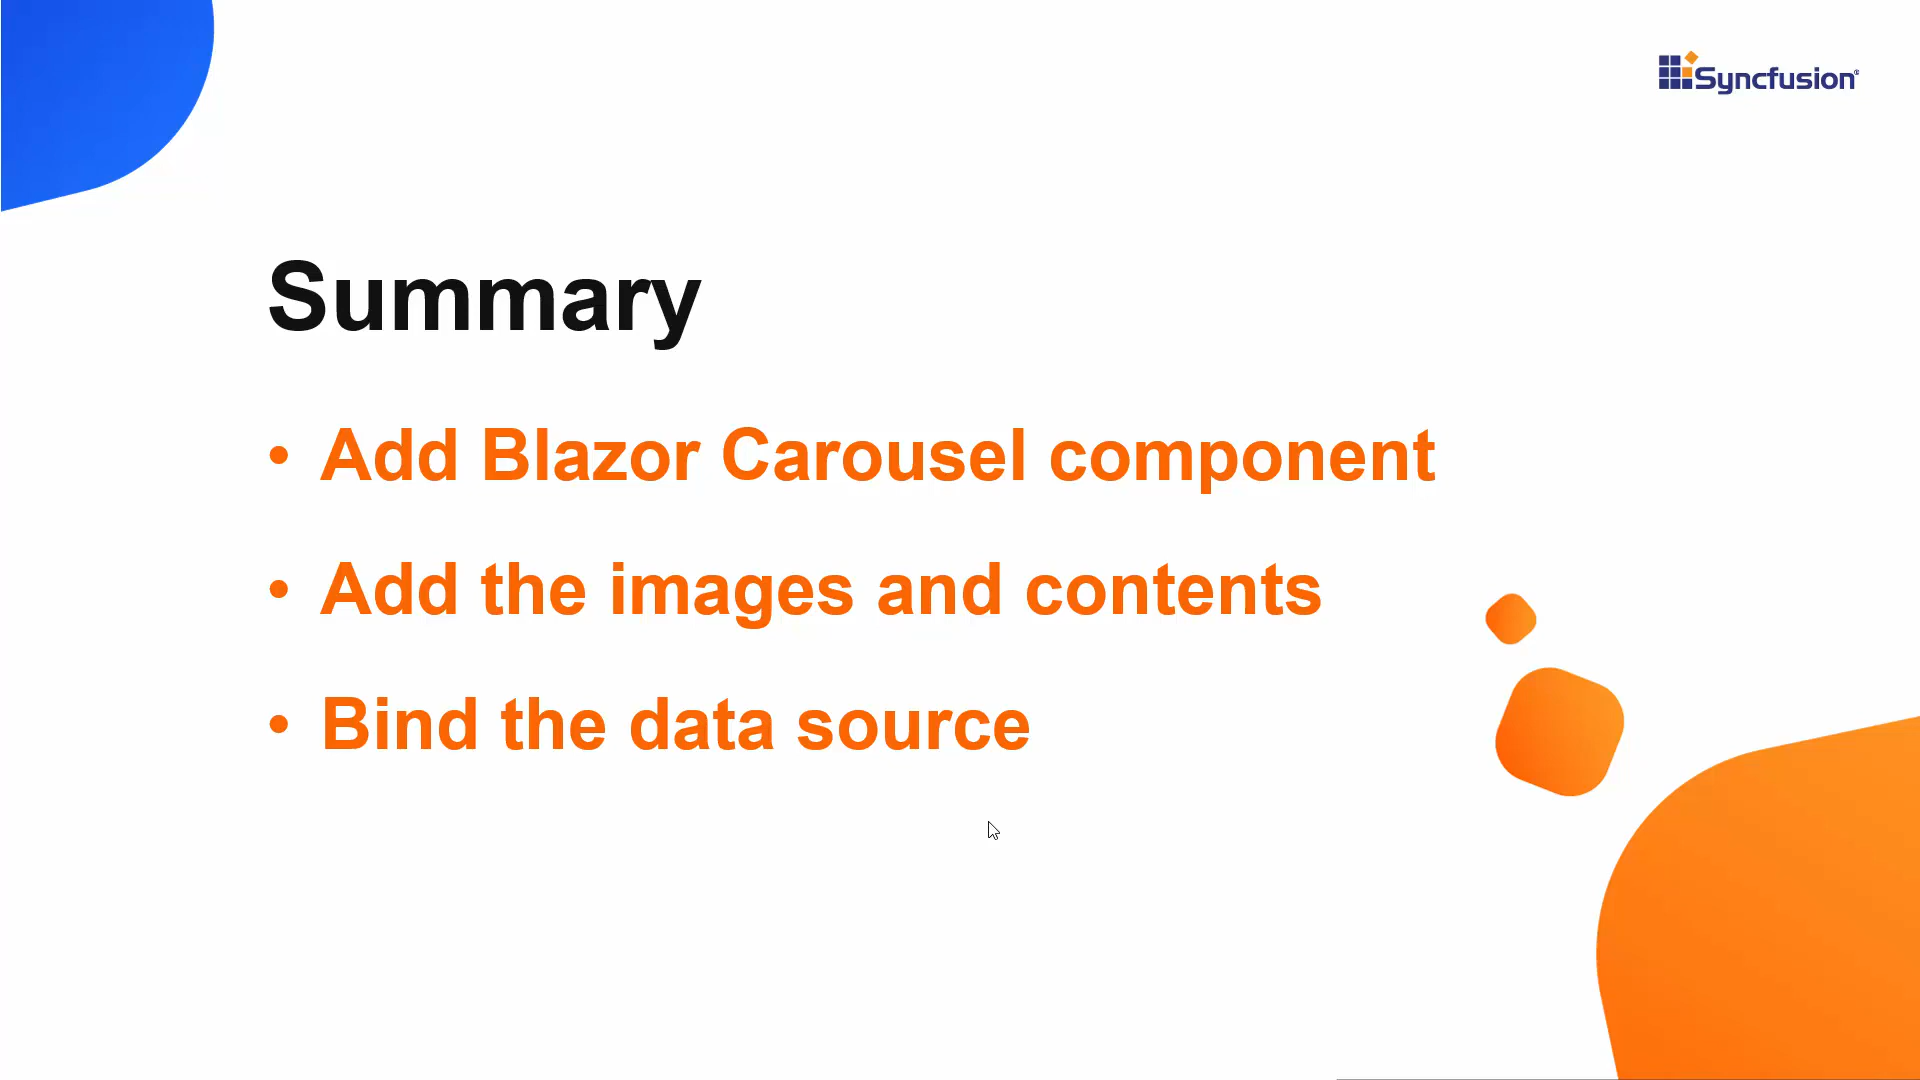 Syncfusion
Summary
• Add Blazor Carousel component
• Add the images and contents
• Bind the data source